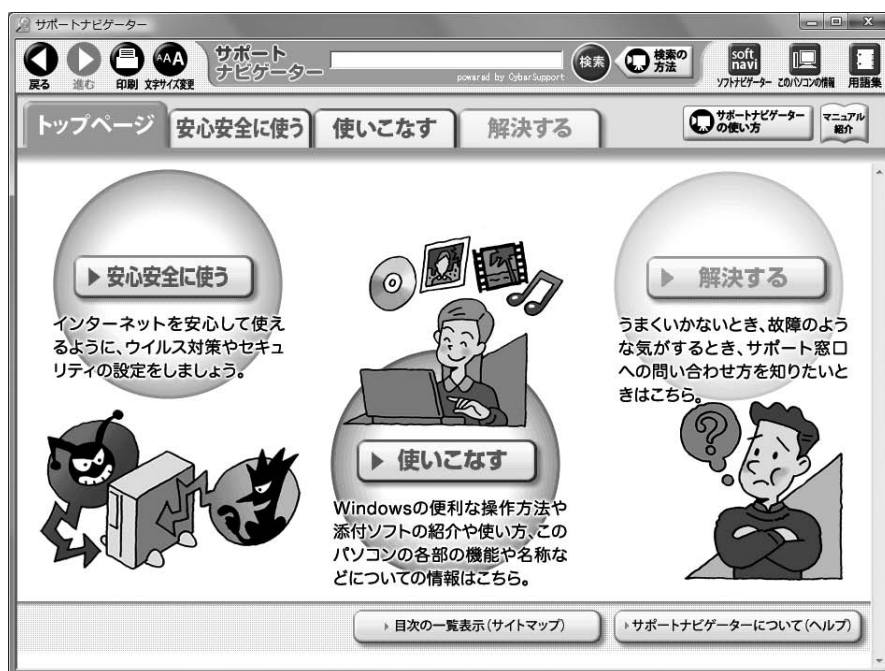 サポートナビゲーター
戻る 進む 印刷 文字サイズ変更
AAA
サポート
ナビゲーター
powered by CyberSupport
検索
検索の
方法
soft
navi
ソフトナビゲーター このパソコンの情報 用語集
トップページ 安心安全に使う 使いこなす 解決する
サポートナビゲーター
の使い方
マニュアル
紹介
安心安全に使う
インターネットを安心して使え
るように、ウイルス対策やセキュ
リティの設定をしましょう。
使いこなす
Windowsの便利な操作方法や
添付ソフトの紹介や使い方、この
パソコンの各部の機能や名称な
どについての情報はこちら。
解決する
うまくいかないとき、故障のよう
な気がするとき、サポート窓口
への問い合わせ方を知りたいと
きはこちら。
?
目次の一覧表示(サイトマップ)
サポートナビゲーターについて(ヘルプ)